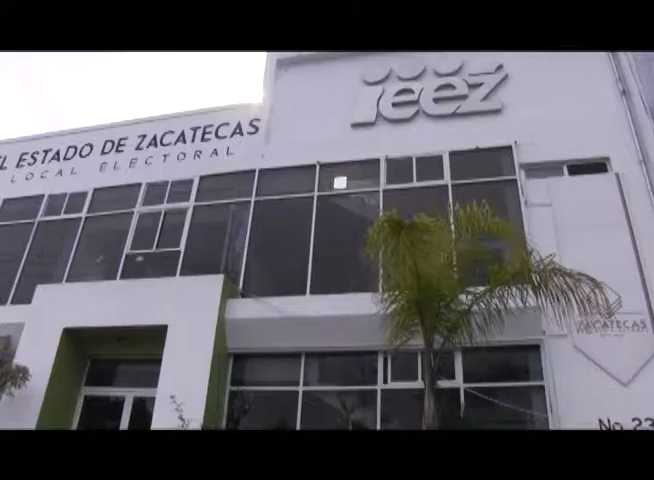 ieez
L ESTADO DE ZACATECAS
LOCAL ELECTORAL
ZACATECAS
No. 23